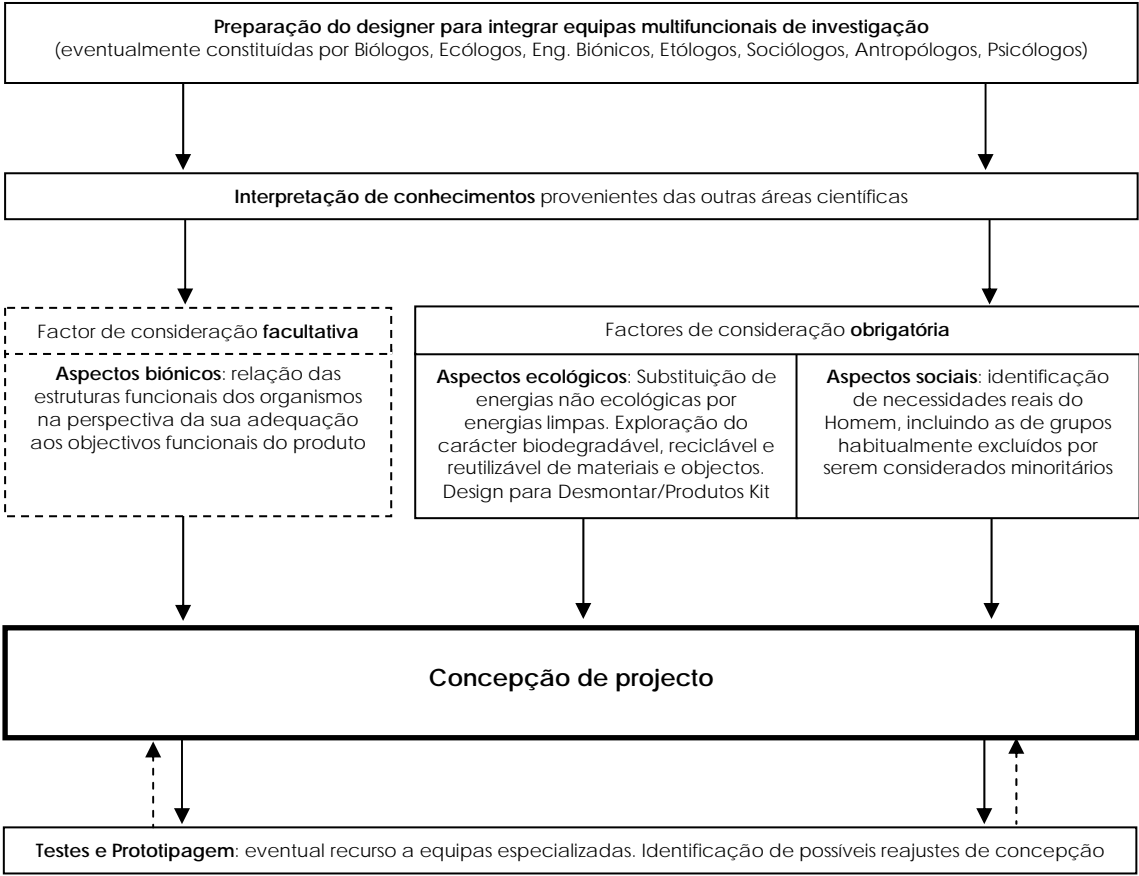 Preparação do designer para integrar equipas multifuncionais de investigação
(eventualmente constituídas por Biólogos, Ecólogos, Eng. Biónicos, Etólogos, Sociólogos, Antropólogos, Psicólogos)
Interpretação de conhecimentos provenientes das outras áreas científicas
Factor de consideração facultativa
Aspectos biónicos: relação das
estruturas funcionais dos organismos
na perspectiva da sua adequação
aos objectivos funcionais do produto
Factores de consideração obrigatória
Aspectos ecológicos: Substituição de
energias não ecológicas por
energias limpas. Exploração do
carácter biodegradável, reciclável e
reutilizável de materiais e objectos.
Design para Desmontar/Produtos Kit
Aspectos sociais: identificação
de necessidades reais do
Homem, incluindo as de grupos
habitualmente excluídos por
serem considerados minoritários
Concepção de projecto
Testes e Prototipagem: eventual recurso a equipas especializadas. Identificação de possíveis reajustes de concepção